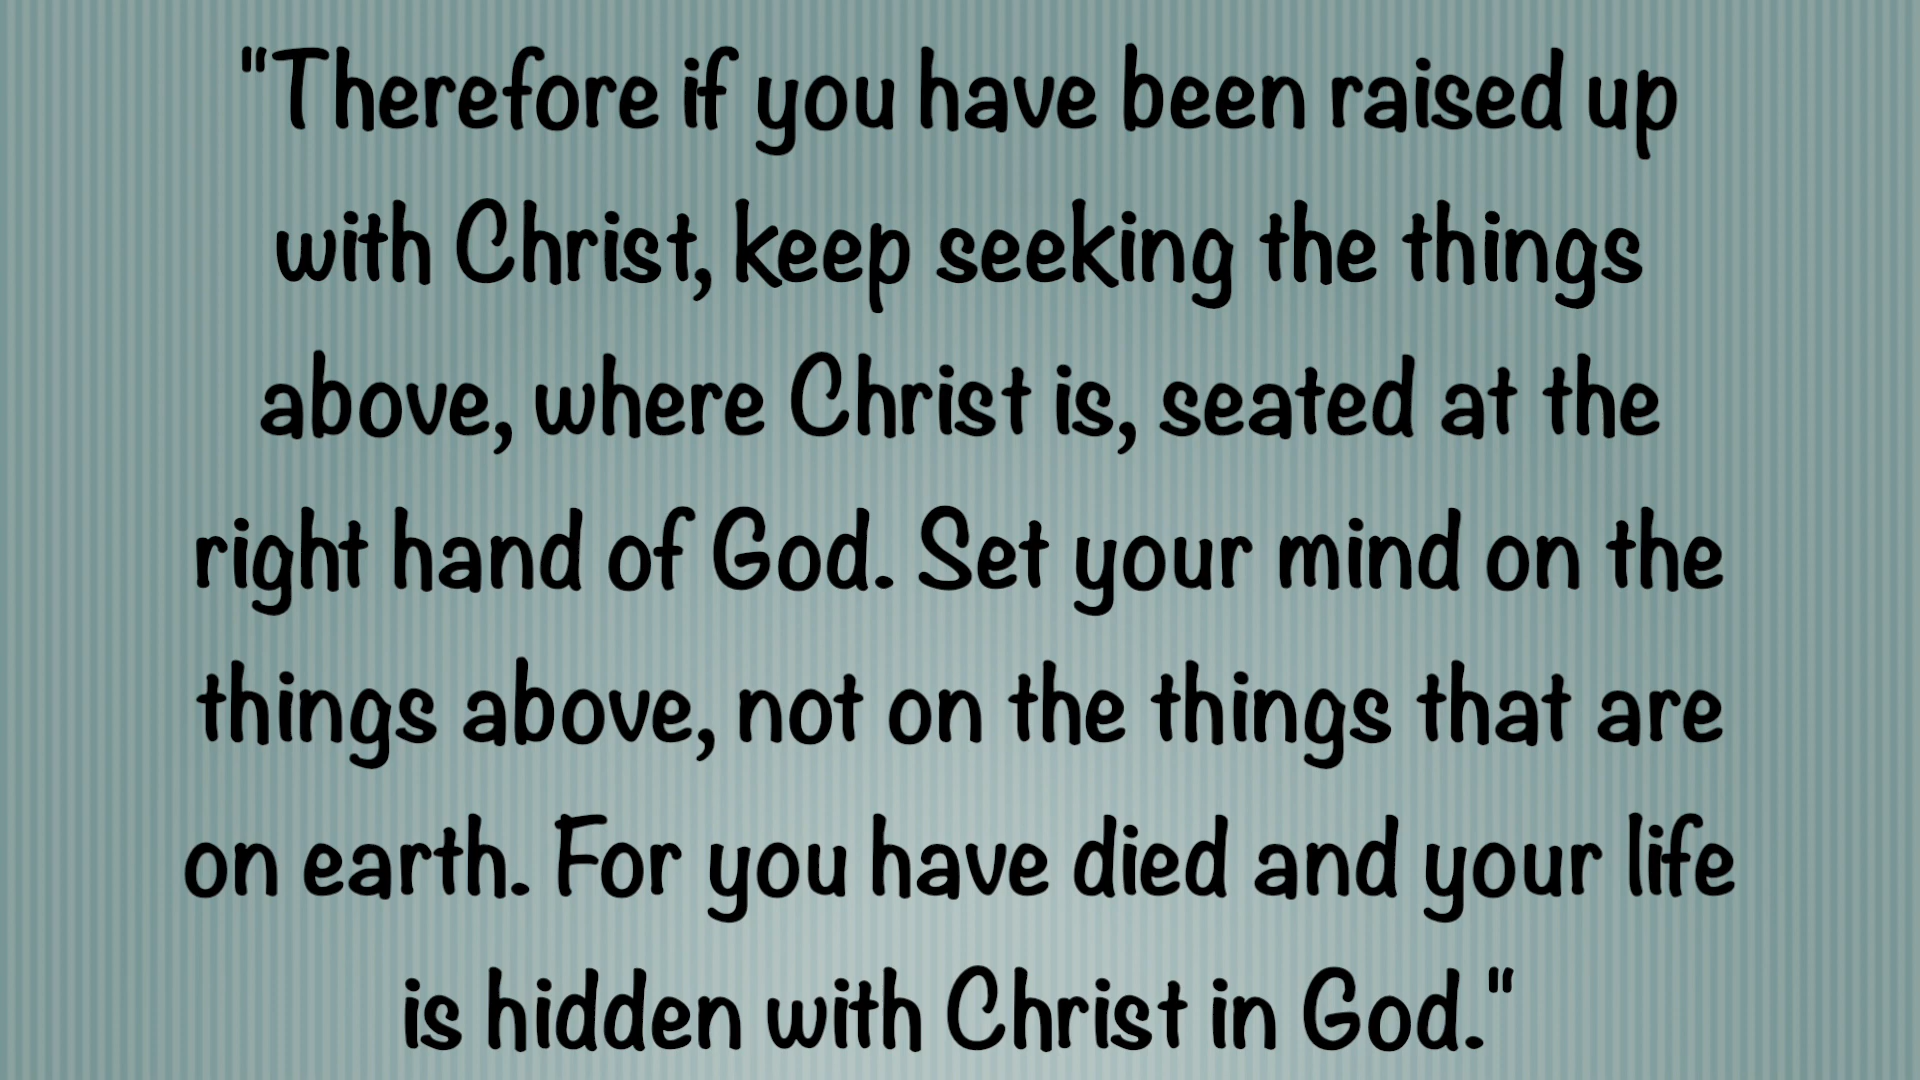 "Therefore if you have been raised up
with Christ, keep seeking the things
above, where Christ is, seated at the
right hand of God. Set your mind on the
things above, not on the things that are
on earth. For you have died and your life
is hidden with Christ in God."